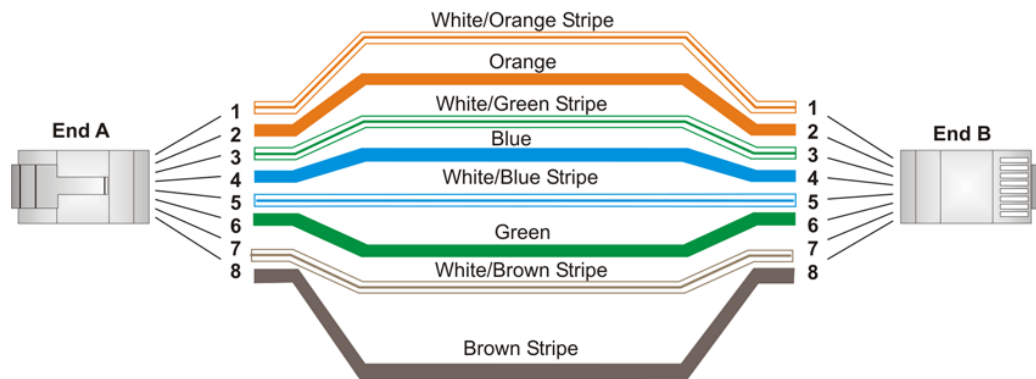 White/Orange Stripe
Orange
White/Green Stripe
1 1
End A 2 2 End B
3 Blue 3
4 4
White/Blue Stripe
5 5
6 6
Green
7 7
White/Brown Stripe
8 8
Brown Stripe